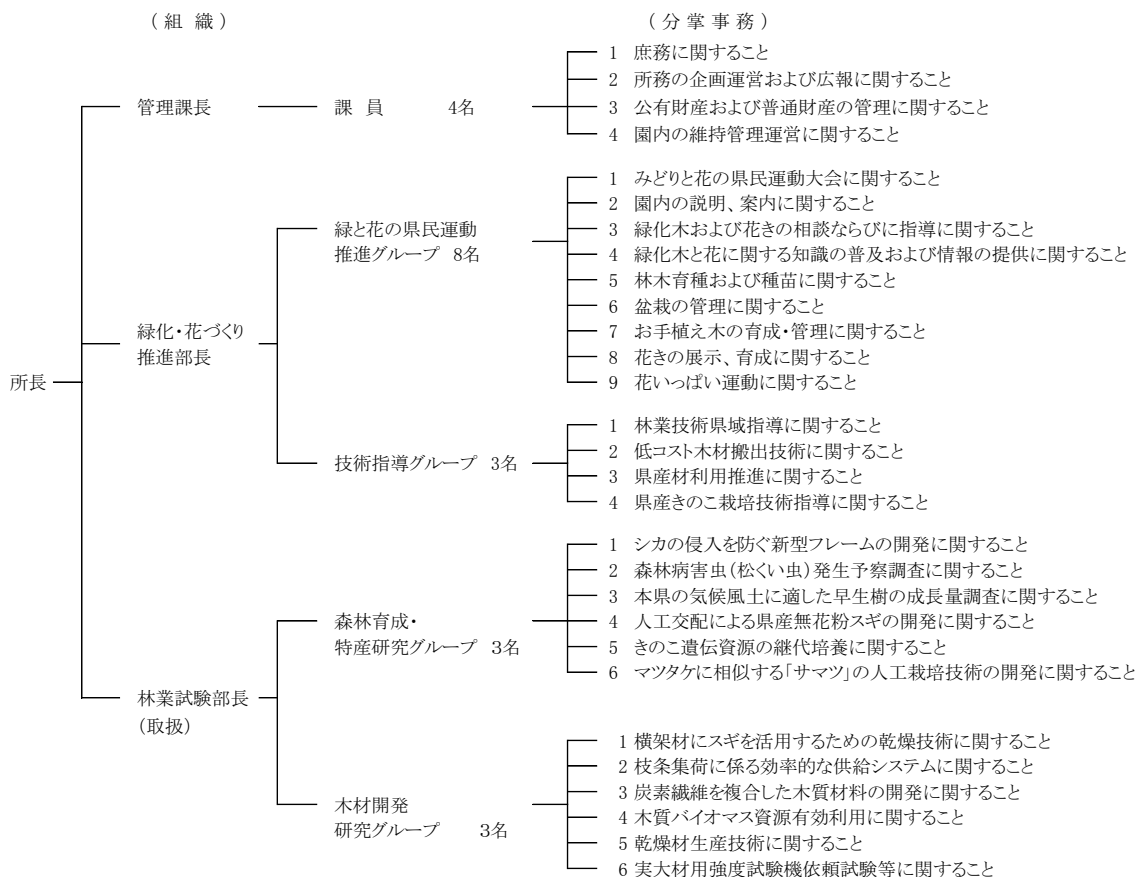 (組織) (分掌事務)
所長
管理課長 課員 4名
1 庶務に関すること
2 所務の企画運営および広報に関すること
3 公有財産および普通財産の管理に関すること
4 園内の維持管理運営に関すること
緑化・花づくり
推進部長
緑と花の県民運動
推進グループ 8名
1 みどりと花の県民運動大会に関すること
2 園内の説明、案内に関すること
3 緑化木および花きの相談ならびに指導に関すること
4 緑化木と花に関する知識の普及および情報の提供に関すること
5 林木育種および種苗に関すること
6 盆栽の管理に関すること
7 お手植え木の育成・管理に関すること
8 花きの展示、育成に関すること
9 花いっぱい運動に関すること
技術指導グループ 3名
1 林業技術県域指導に関すること
2 低コスト木材搬出技術に関すること
3 県産材利用推進に関すること
4 県産きのこ栽培技術指導に関すること
林業試験部長
(取扱)
森林育成・
特産研究グループ 3名
1 シカの侵入を防ぐ新型フレームの開発に関すること
2 森林病害虫(松くい虫)発生予察調査に関すること
3 本県の気候風土に適した早生樹の成長量調査に関すること
4 人工交配による県産無花粉スギの開発に関すること
5 きのこ遺伝資源の継代培養に関すること
6 マツタケに相似する「サマツ」の人工栽培技術の開発に関すること
木材開発
研究グループ 3名
1 横架材にスギを活用するための乾燥技術に関すること
2 枝条集荷に係る効率的な供給システムに関すること
3 炭素繊維を複合した木質材料の開発に関すること
4 木質バイオマス資源有効利用に関すること
5 乾燥材生産技術に関すること
6 実大材用強度試験機依頼試験等に関すること